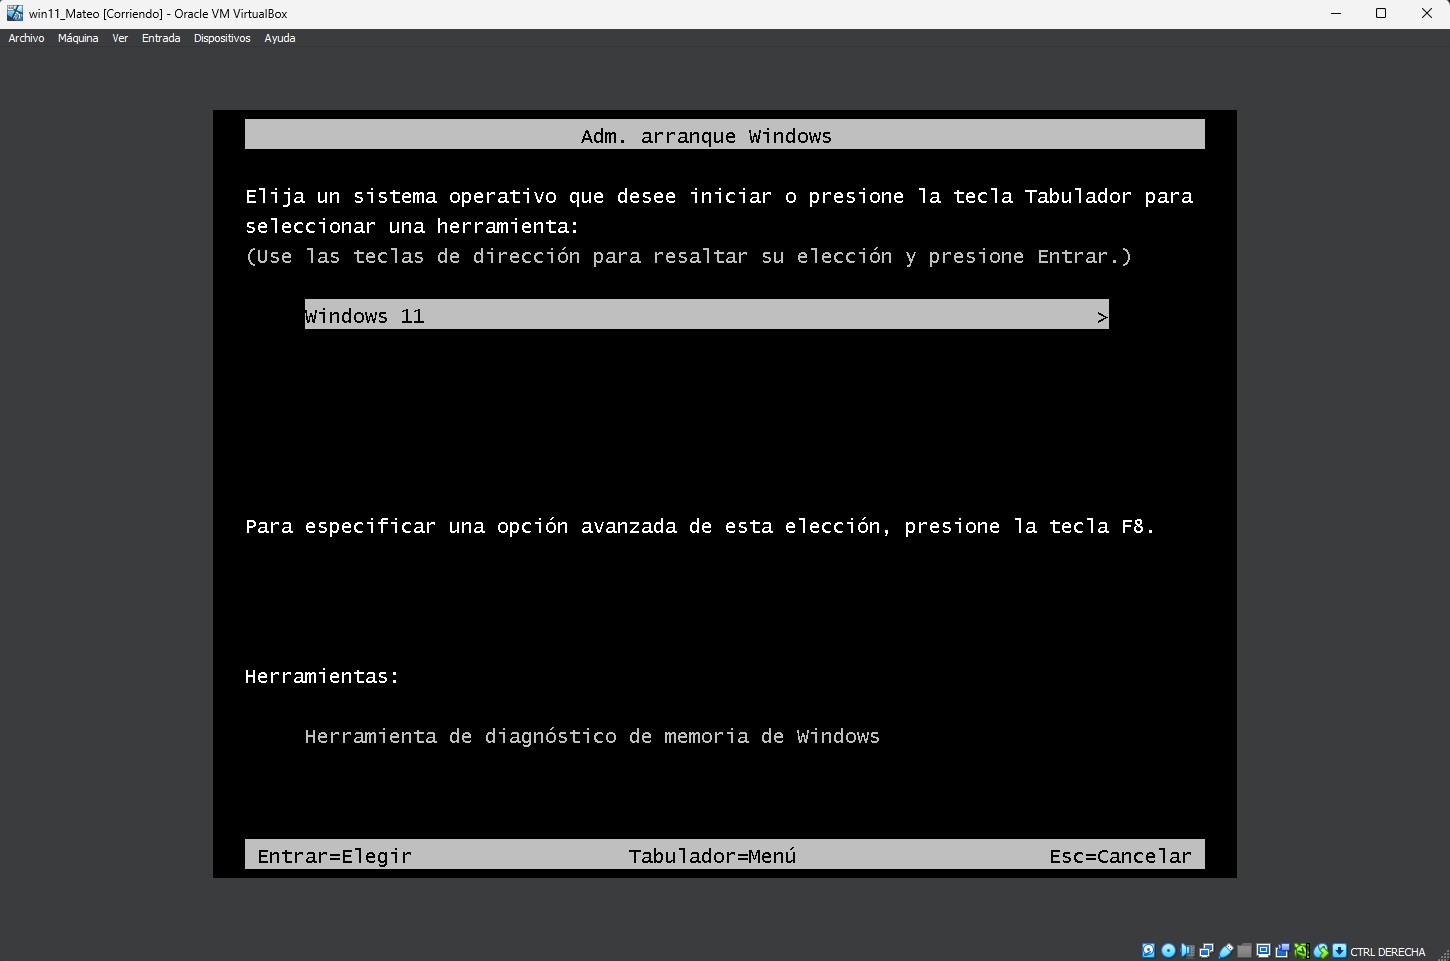 win11_Mateo [Corriendo] - Oracle VM VirtualBox
Archivo Máquina Ver Entrada Dispositivos Ayuda
Adm. arranque Windows
Elija un sistema operativo que desee iniciar o presione la tecla Tabulador para
seleccionar una herramienta:
(Use las teclas de dirección para resaltar su elección y presione Entrar.)
Windows 11 >
Para especificar una opción avanzada de esta elección, presione la tecla F8.
Herramientas:
Herramienta de diagnóstico de memoria de Windows
Entrar=Elegir Tabulador=Menú Esc=Cancelar
CTRL DERECHA